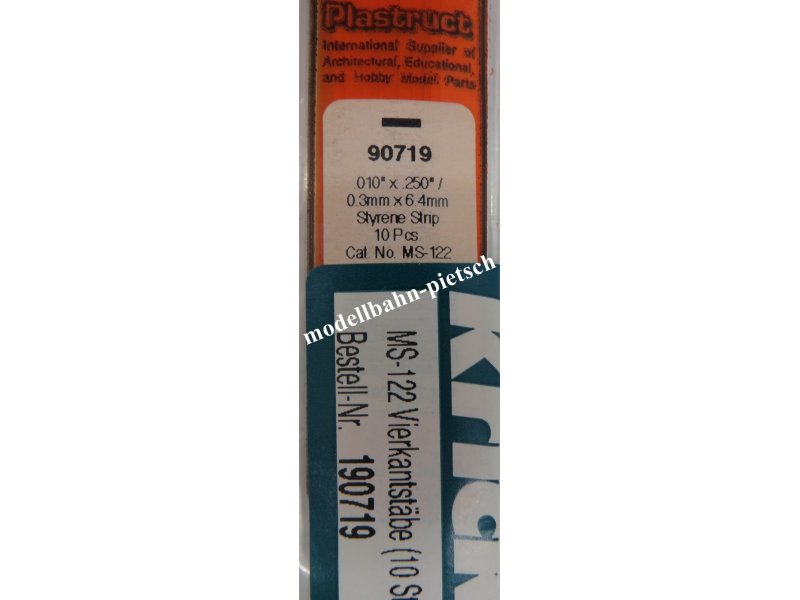 Plastruct
International Supplier of
Architectural, Educational,
and Hobby Model Parts
90719
.010" x .250" /
0.3mm x 6.4mm
Styrene Strip
10 Pcs.
Cat. No. MS-122
modellbahn-pietsch
MS-122 Vierkantstäbe (10 St
Bestell-Nr. 190719